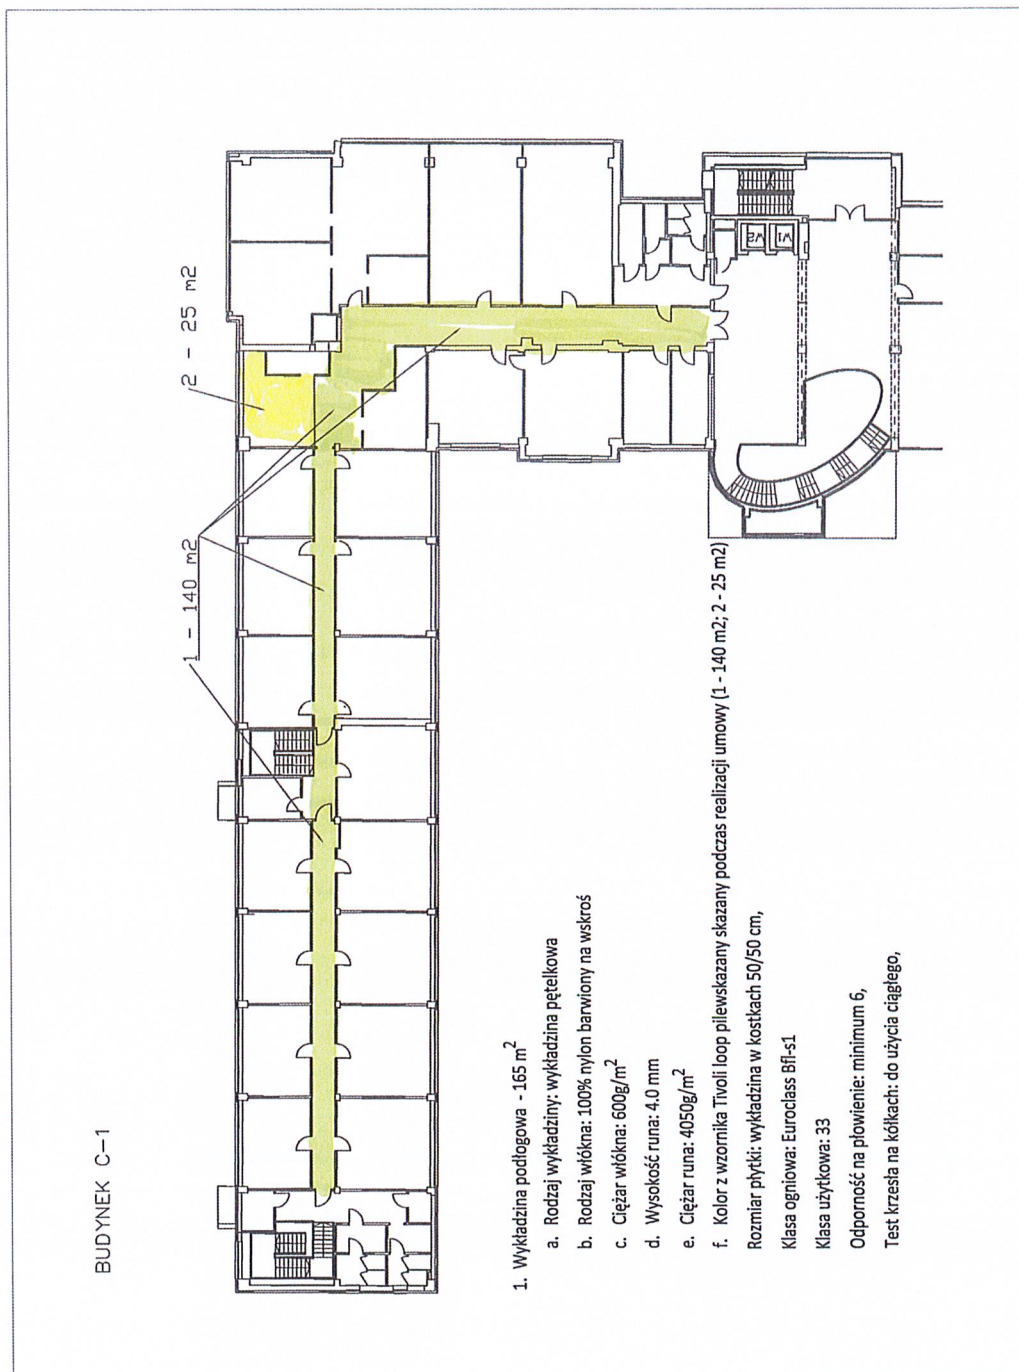 BUDYNEK C-1
1 - 140 m2
2 - 25 m2
W2
W1
1. Wykładzina podłogowa - 165 m²
a. Rodzaj wykładziny: wykładzina pętelkowa
b. Rodzaj włókna: 100% nylon barwiony na wskroś
c. Ciężar włókna: 600g/m²
d. Wysokość runa: 4.0 mm
e. Ciężar runa: 4050g/m²
f. Kolor z wzornika Tivoli loop pilewskazany skazany podczas realizacji umowy (1 - 140 m2; 2 - 25 m2)
Rozmiar płytki: wykładzina w kostkach 50/50 cm,
Klasa ogniowa: Euroclass Bfl-s1
Klasa użytkowa: 33
Odporność na płowienie: minimum 6,
Test krzesła na kółkach: do użycia ciągłego,